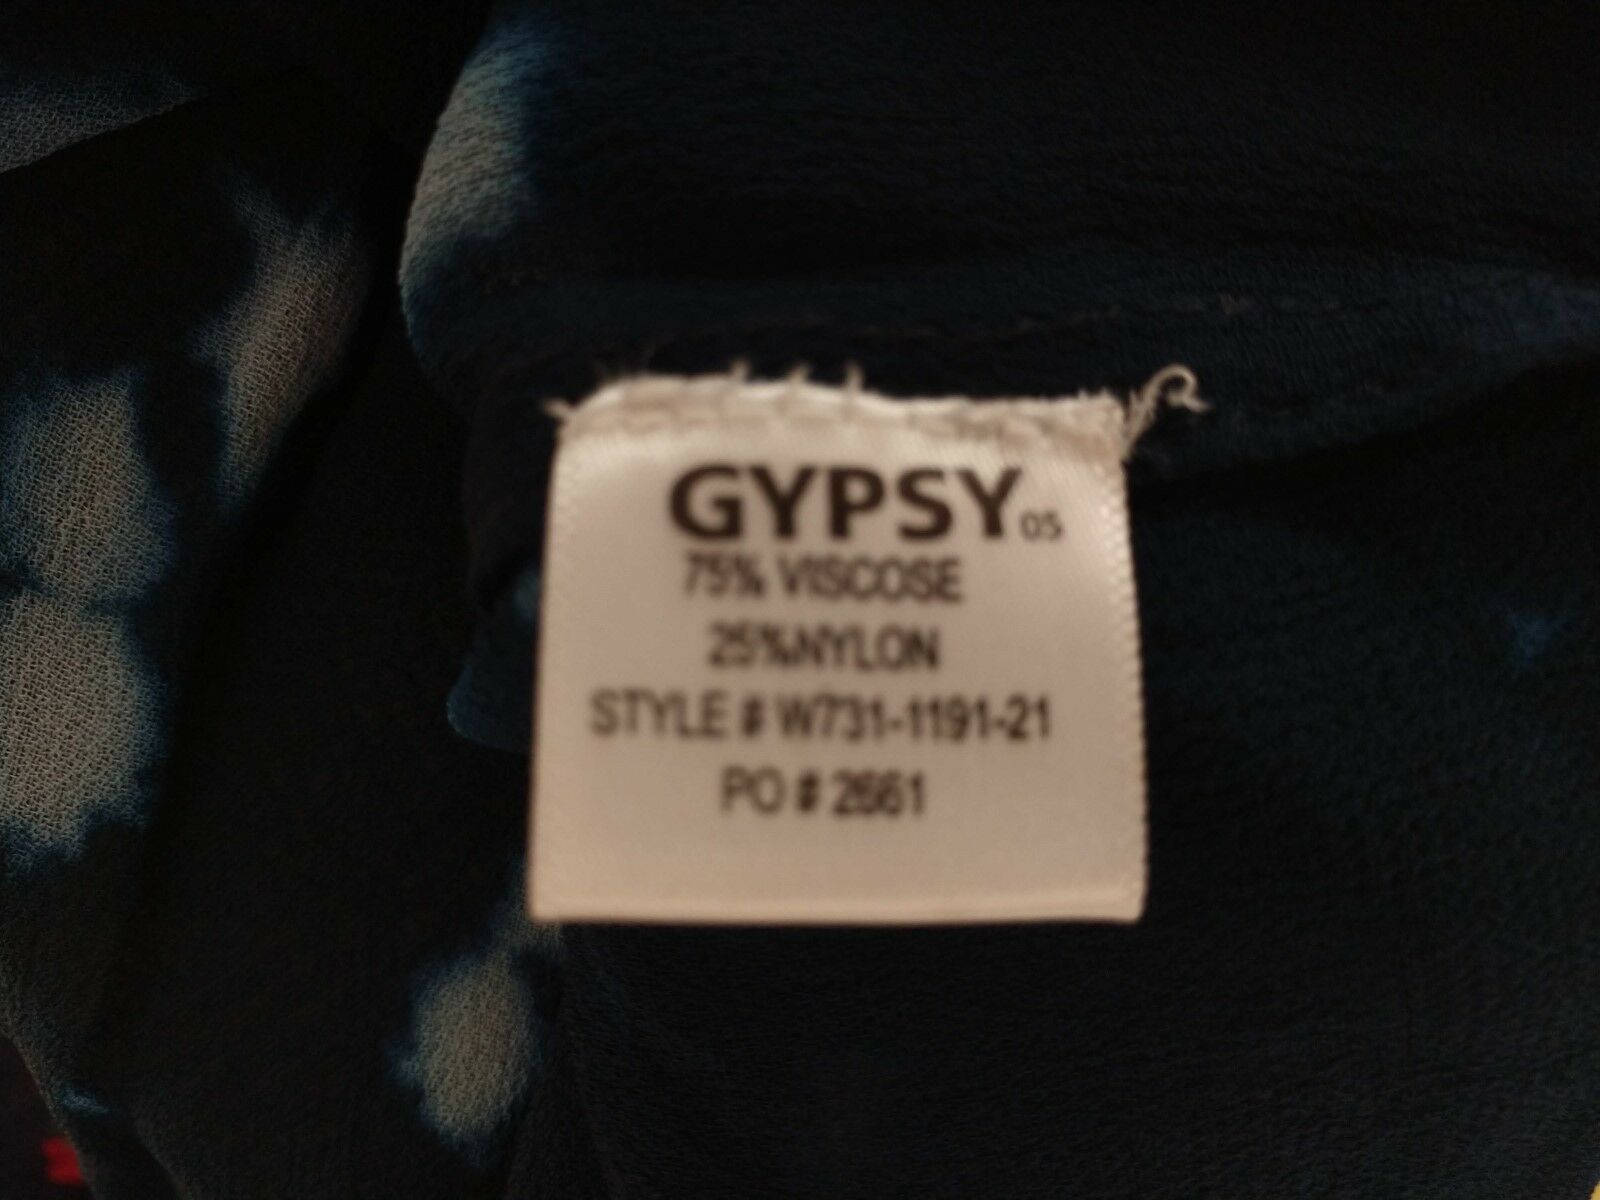 GYPSY05
75% VISCOSE
25%NYLON
STYLE # W731-1191-21
PO # 2661